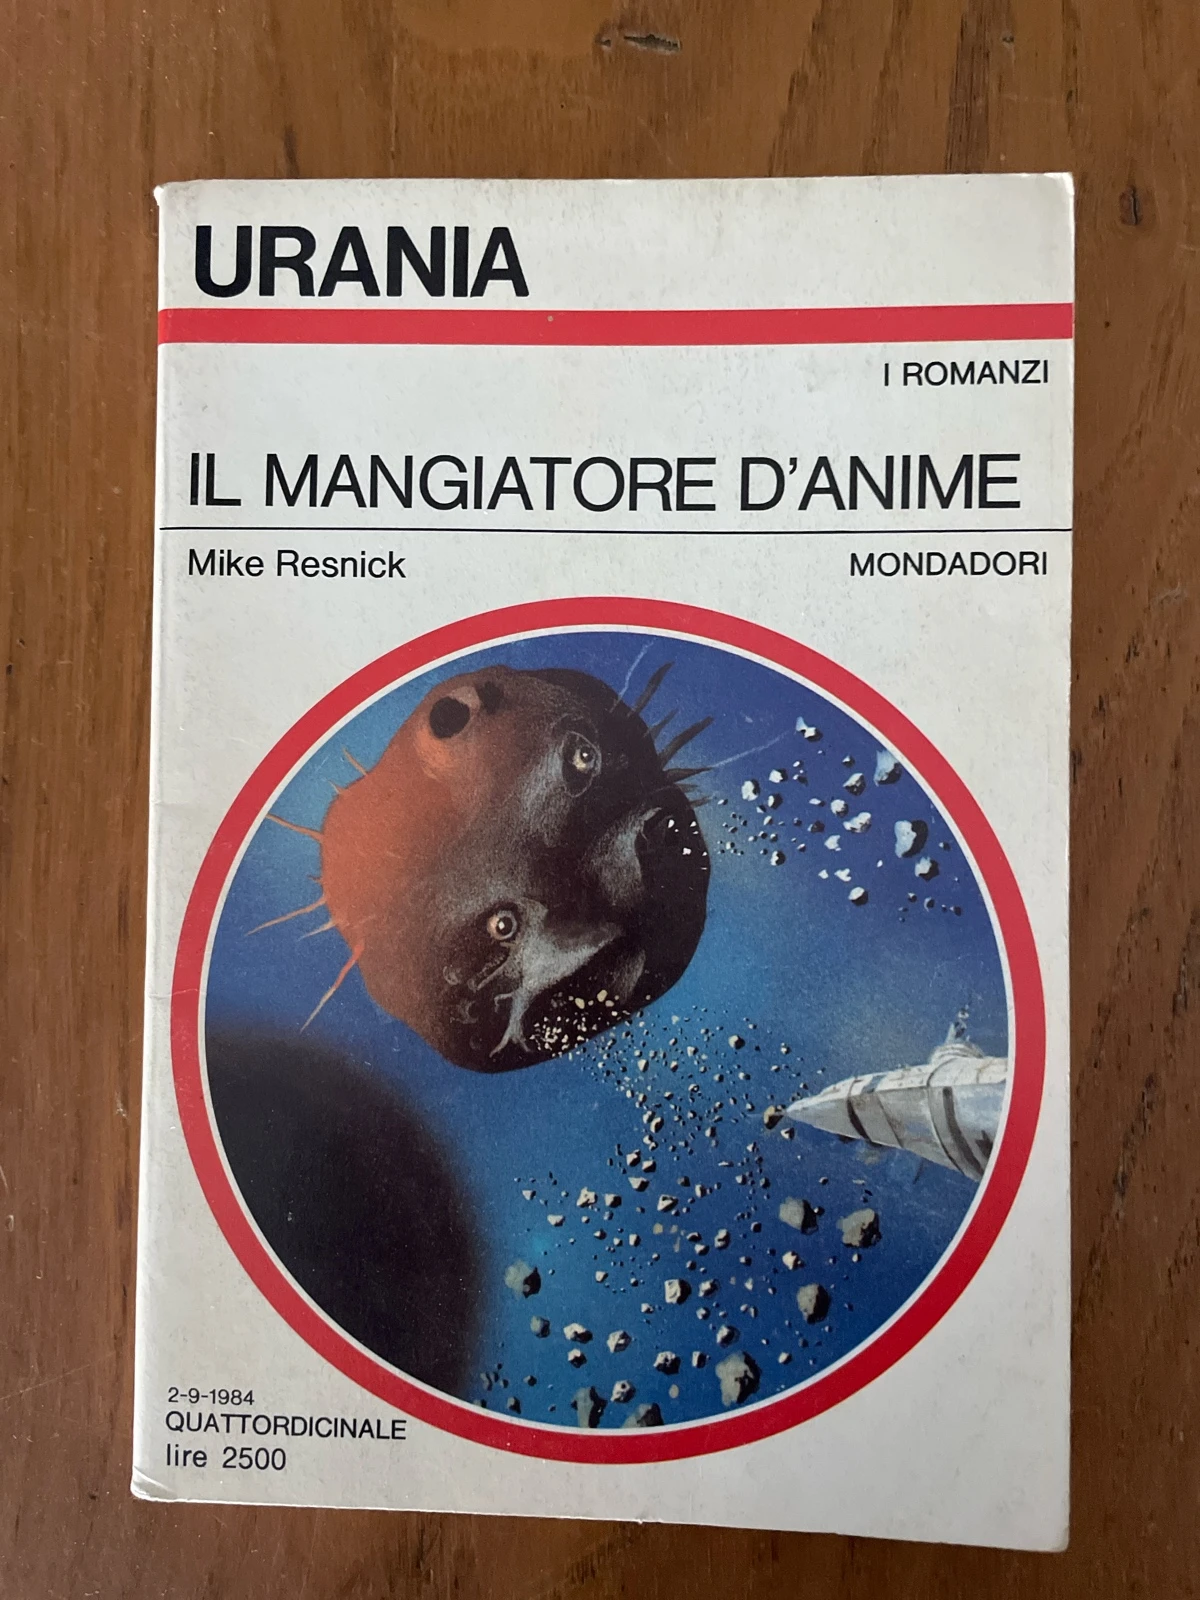 URANIA
I ROMANZI
IL MANGIATORE D'ANIME
Mike Resnick
MONDADORI
2-9-1984
QUATTORDICINALE
lire 2500